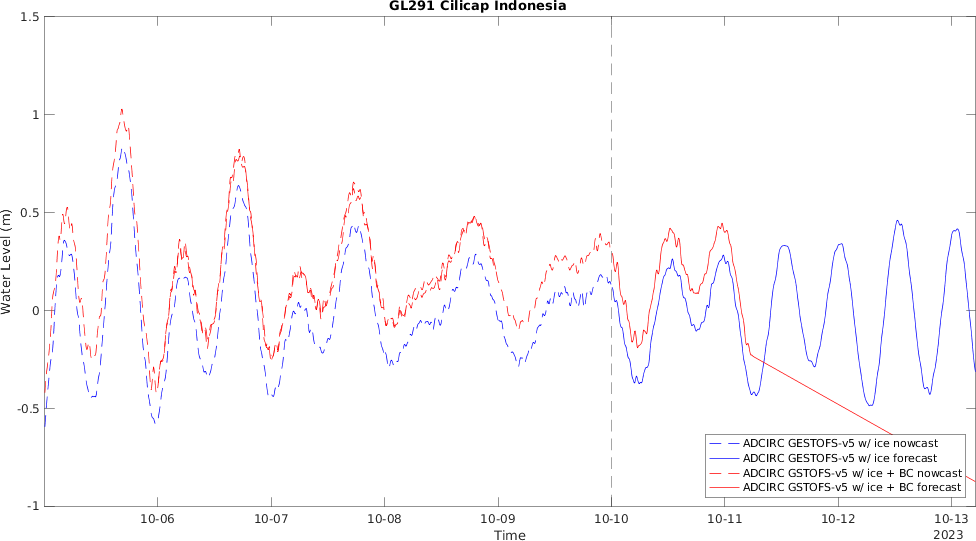 GL291 Cilicap Indonesia
Water Level (m)
1.5
1
0.5
0
-0.5
-1
ADCIRC GESTOFS-v5 w/ ice nowcast
ADCIRC GESTOFS-v5 w/ ice forecast
ADCIRC GSTOFS-v5 w/ ice + BC nowcast
ADCIRC GSTOFS-v5 w/ ice + BC forecast
10-06 10-07 10-08 10-09 10-10 10-11 10-12 10-13
Time
2023